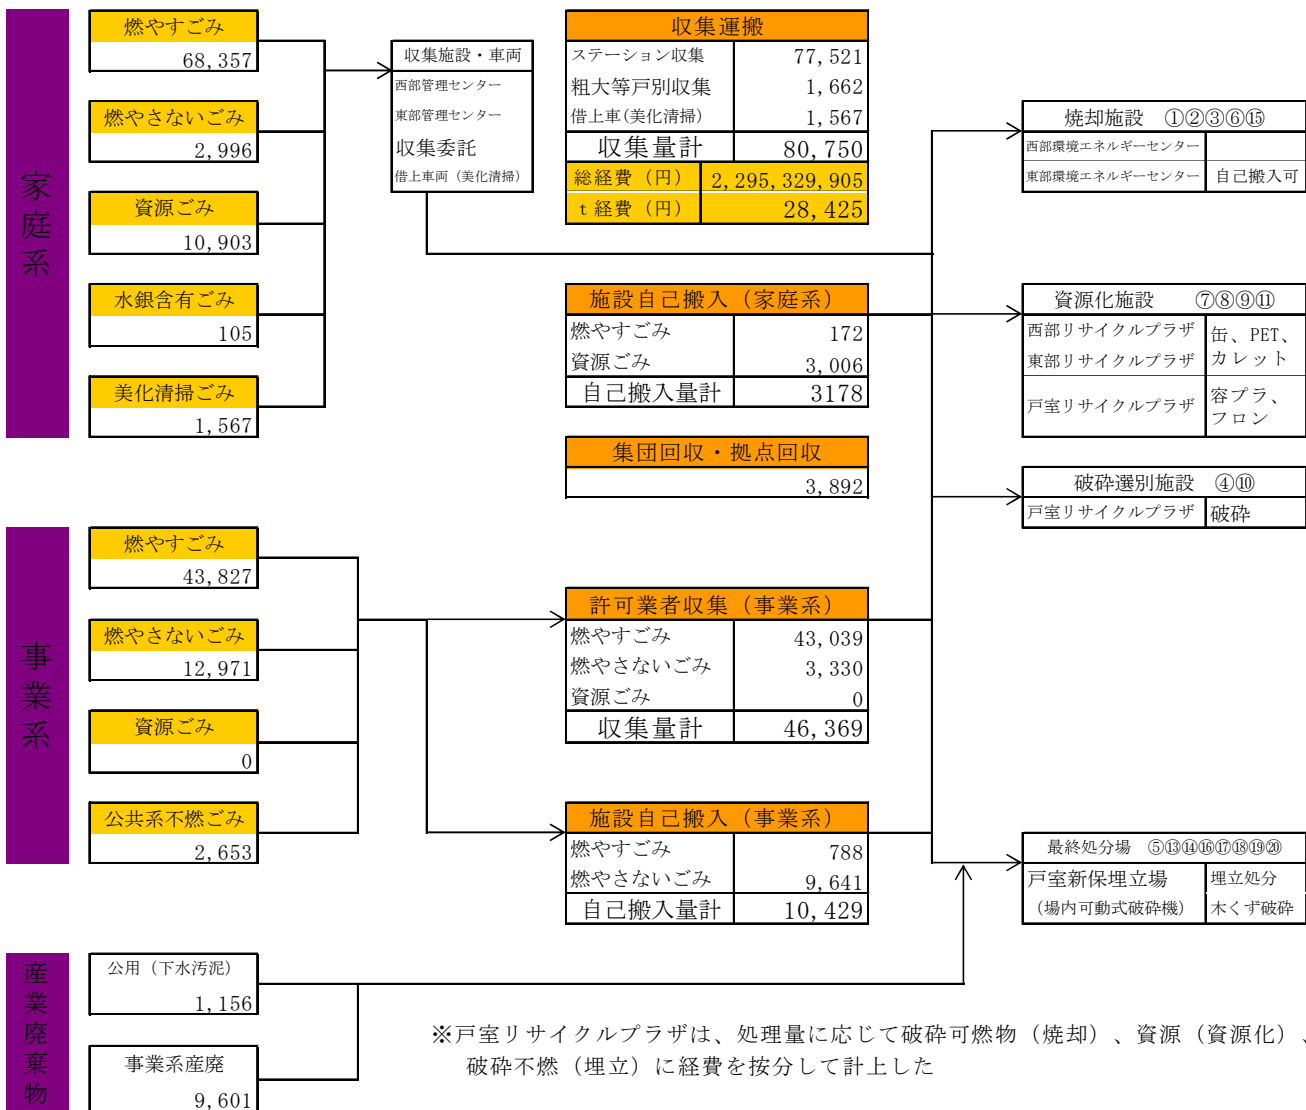 家庭系
燃やすごみ
68,357
燃やさないごみ
2,996
資源ごみ
10,903
水銀含有ごみ
105
美化清掃ごみ
1,567
収集施設・車両
西部管理センター
東部管理センター
収集委託
借上車両(美化清掃)
収集運搬
ステーション収集 77,521
粗大等戸別収集 1,662
借上車(美化清掃) 1,567
収集量計 80,750
総経費(円) 2,295,329,905
t経費(円) 28,425
施設自己搬入(家庭系)
燃やすごみ 172
資源ごみ 3,006
自己搬入量計 3178
集団回収・拠点回収
3,892
焼却施設 ①②③⑥⑮
西部環境エネルギーセンター
東部環境エネルギーセンター 自己搬入可
資源化施設 ⑦⑧⑨⑪
西部リサイクルプラザ
東部リサイクルプラザ
缶、PET、
カレット
戸室リサイクルプラザ
容プラ、
フロン
破砕選別施設 ④⑩
戸室リサイクルプラザ 破砕
事業系
燃やすごみ
43,827
燃やさないごみ
12,971
資源ごみ
0
公共系不燃ごみ
2,653
許可業者収集(事業系)
燃やすごみ 43,039
燃やさないごみ 3,330
資源ごみ 0
収集量計 46,369
施設自己搬入(事業系)
燃やすごみ 788
燃やさないごみ 9,641
自己搬入量計 10,429
最終処分場 ⑤⑬⑭⑯⑰⑱⑲⑳
戸室新保埋立場 埋立処分
(場内可動式破砕機) 木くず破砕
産業廃棄物
公用(下水汚泥)
1,156
事業系産廃
9,601
※戸室リサイクルプラザは、処理量に応じて破砕可燃物(焼却)、資源(資源化)、
破砕不燃(埋立)に経費を按分して計上した